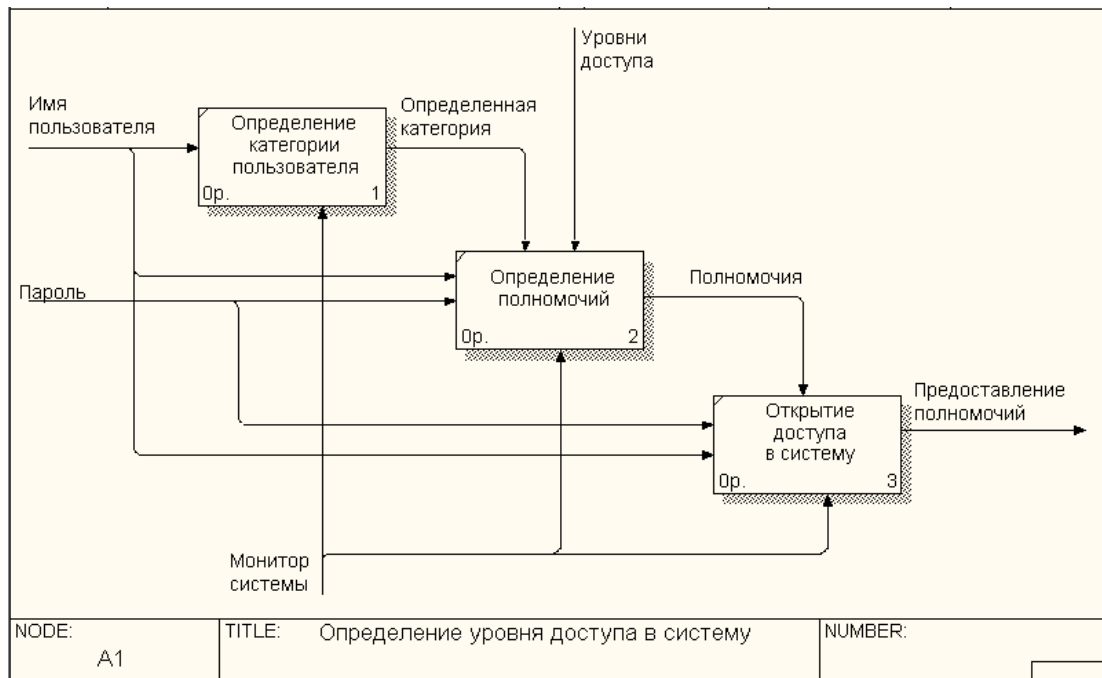 Уровни
доступа
Имя
пользователя
Определение
категории
пользователя
0р.
1
Определенная
категория
Пароль
Определение
полномочий
0р.
2
Полномочия
Открытие
доступа
в систему
0р.
3
Предоставление
полномочий
Монитор
системы
NODE:
A1
TITLE: Определение уровня доступа в систему
NUMBER: